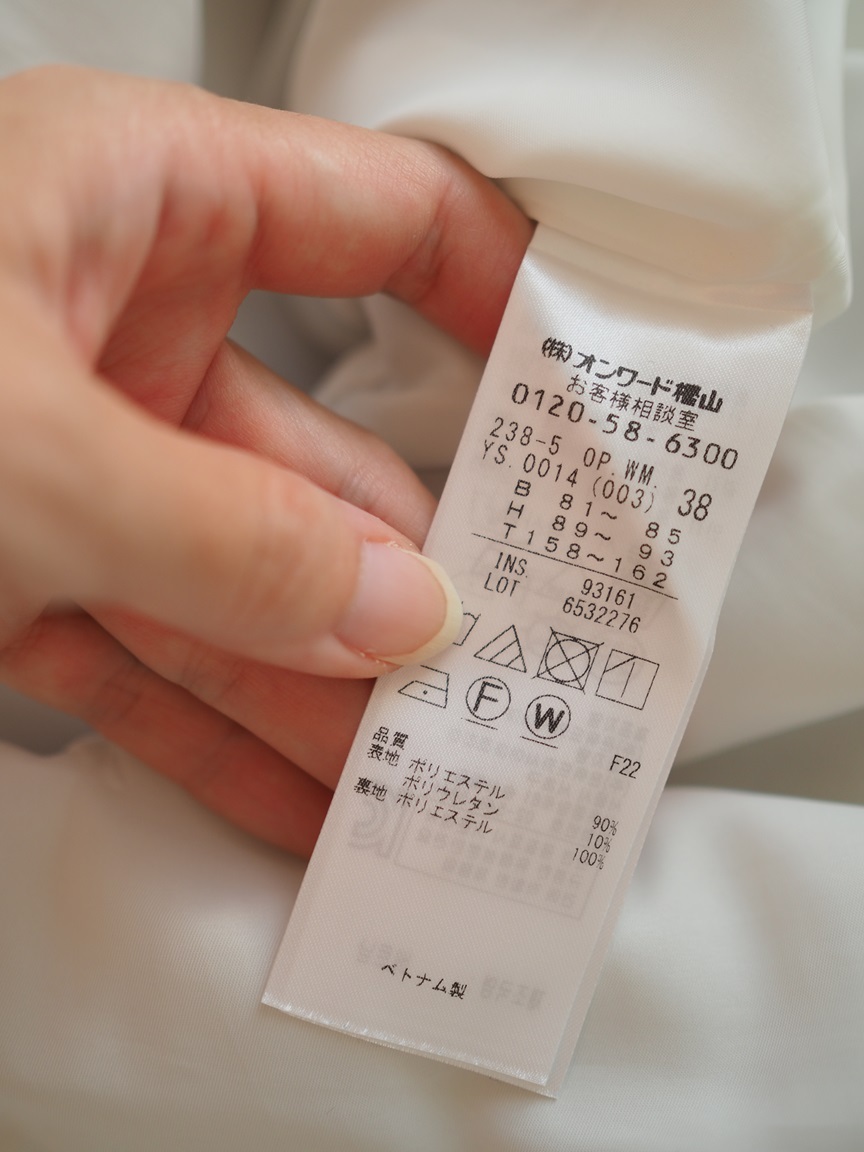 (株)オンワード樫山
お客様相談室
0120-58-6300
238-5 OP.WM.
YS.0014 (003) 38
B 81~ 85
H 89~ 93
T158~162
INS. 93161
LOT 6532276
F W
品質 F22
表地 ポリエステル 90%
ポリウレタン 10%
裏地 ポリエステル 100%
ベトナム製